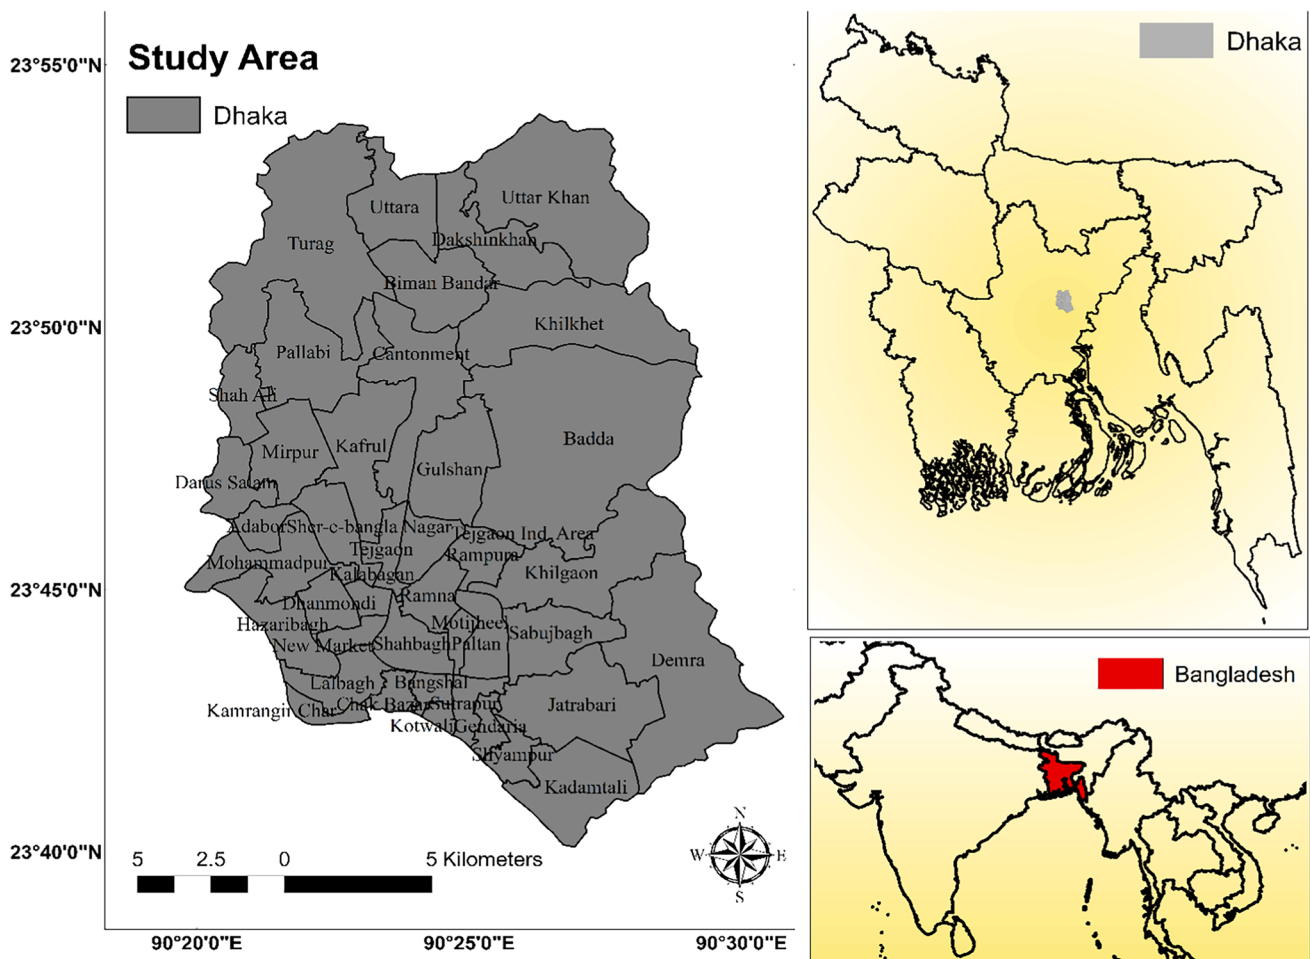 Study Area
Dhaka
23°55'0"N
23°50'0"N
23°45'0"N
23°40'0"N
Uttar Khan
Uttara
Dakshinkhan
Turag
Biman Bandar
Khilkhet
Pallabi
Cantonment
Shah Ali
Badda
Kafrul
Mirpur
Gulshan
Darus Salam
Adabor
Sher-e-bangla Nagar
Tejgaon Ind. Area
Tejgaon
Rampura
Mohammadpur
Kalabagan
Khilgaon
Ramna
Dhanmondi
Hazaribagh
Motijheel
Sabujbagh
New Market
Shahbagh
Paltan
Demra
Lalbagh
Bangshal
Chak Bazar
Sutrapur
Jatrabari
Kamrangir Char
Kotwali
Gendaria
Shyampur
Kadamtali
N
W
E
S
5 2.5 0 5 Kilometers
90°20'0"E 90°25'0"E 90°30'0"E
Dhaka
Bangladesh